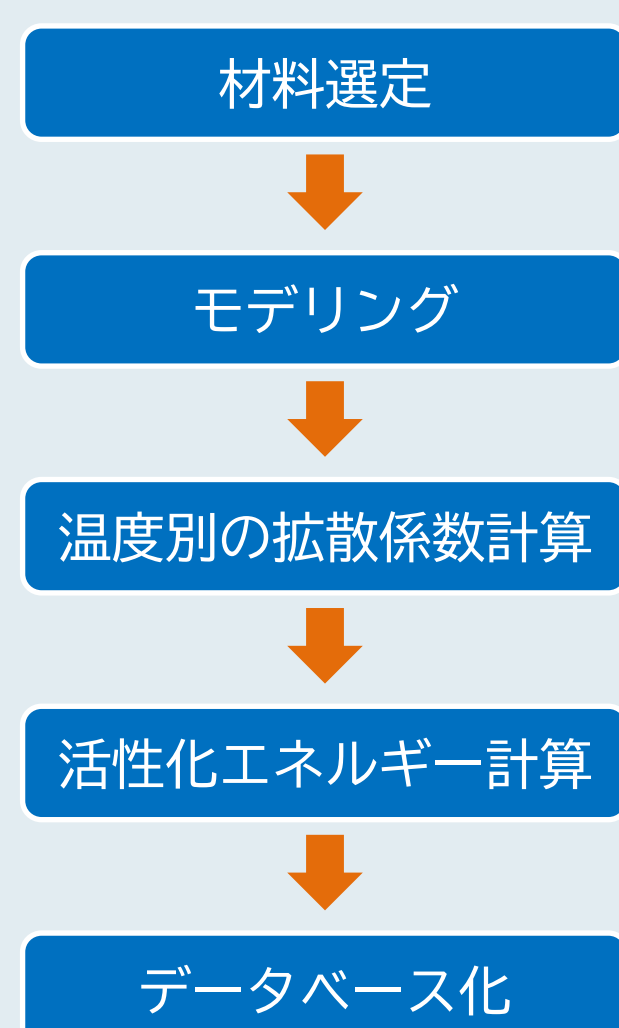 材料選定
モデリング
温度別の拡散係数計算
活性化エネルギー計算
データベース化